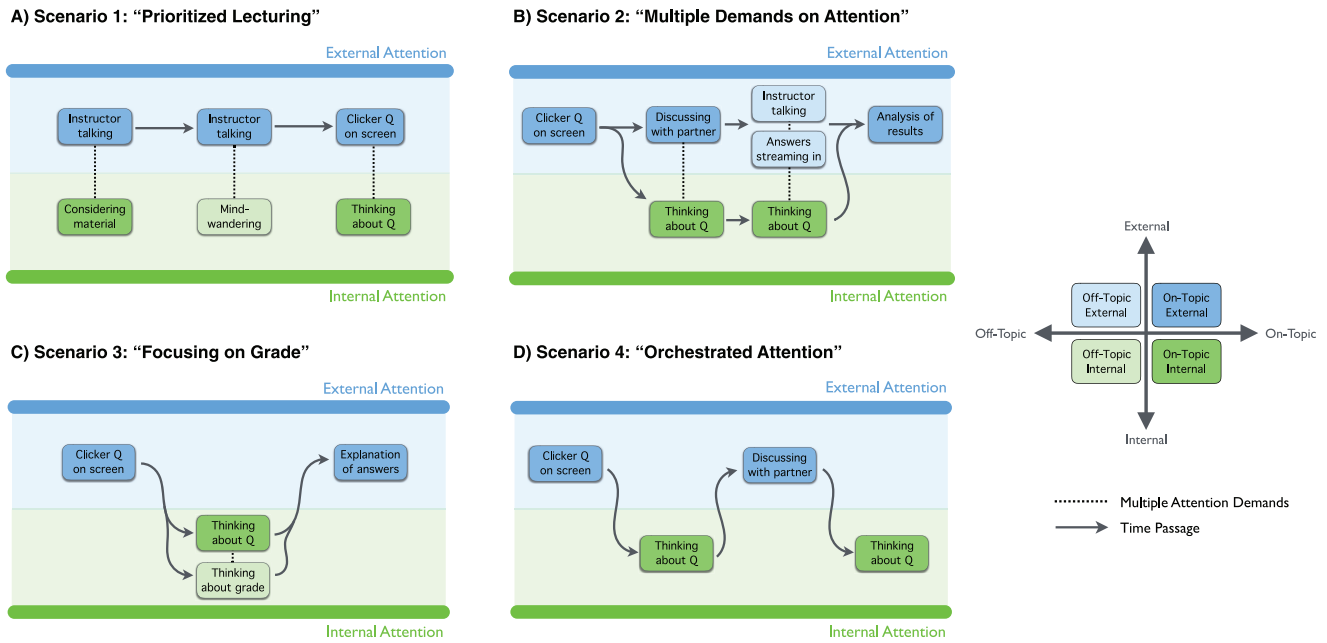 A) Scenario 1: “Prioritized Lecturing”
External Attention
Instructor
talking
Instructor
talking
Clicker Q
on screen
Considering
material
Mind-
wandering
Thinking
about Q
Internal Attention
B) Scenario 2: “Multiple Demands on Attention”
External Attention
Clicker Q
on screen
Discussing
with partner
Instructor
talking
Answers
streaming in
Analysis of
results
Thinking
about Q
Thinking
about Q
Internal Attention
C) Scenario 3: “Focusing on Grade”
External Attention
Clicker Q
on screen
Explanation
of answers
Thinking
about Q
Thinking
about grade
Internal Attention
D) Scenario 4: “Orchestrated Attention”
External Attention
Clicker Q
on screen
Discussing
with partner
Thinking
about Q
Thinking
about Q
Internal Attention
External
Off-Topic
External
On-Topic
External
Off-Topic
On-Topic
Off-Topic
Internal
On-Topic
Internal
Internal
Multiple Attention Demands
Time Passage